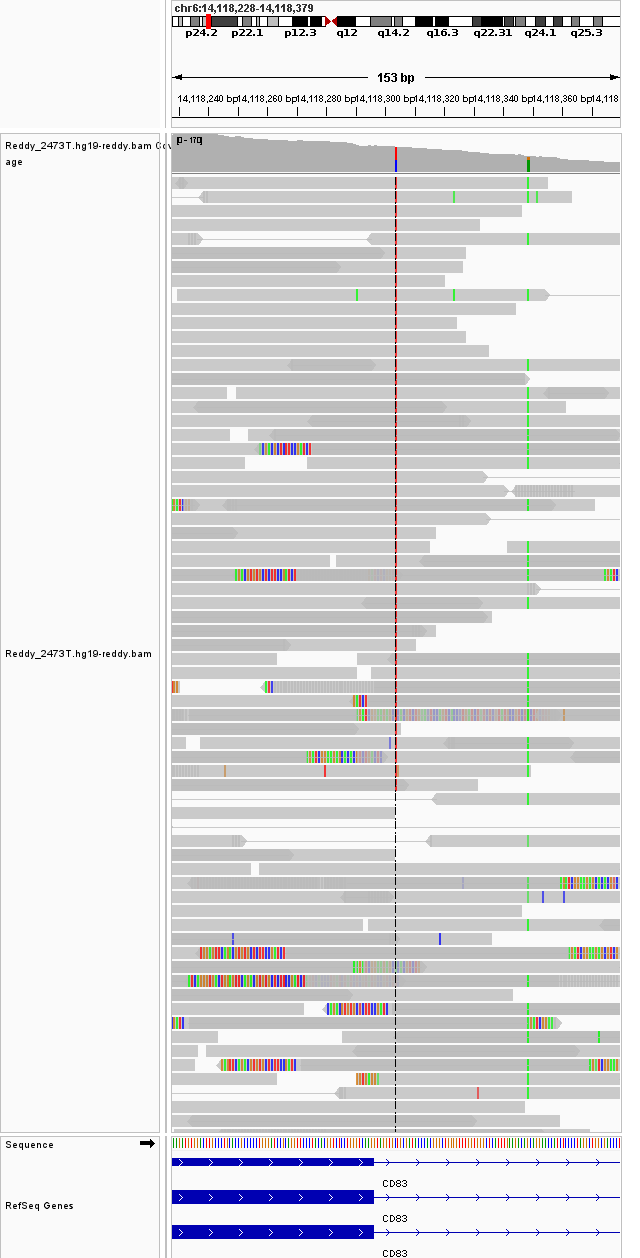 chr6:14,118,228-14,118,379
p24.2 p22.1 p12.3 q12 q14.2 q16.3 q22.31 q24.1 q25.3
153 bp
14,118,240 bp 14,118,260 bp 14,118,280 bp 14,118,300 bp 14,118,320 bp 14,118,340 bp 14,118,360 bp 14,118
[0 - 170]
Reddy_2473T.hg19-reddy.bam Cov
age
Reddy_2473T.hg19-reddy.bam
Sequence
CD83
RefSeq Genes
CD83
CD83